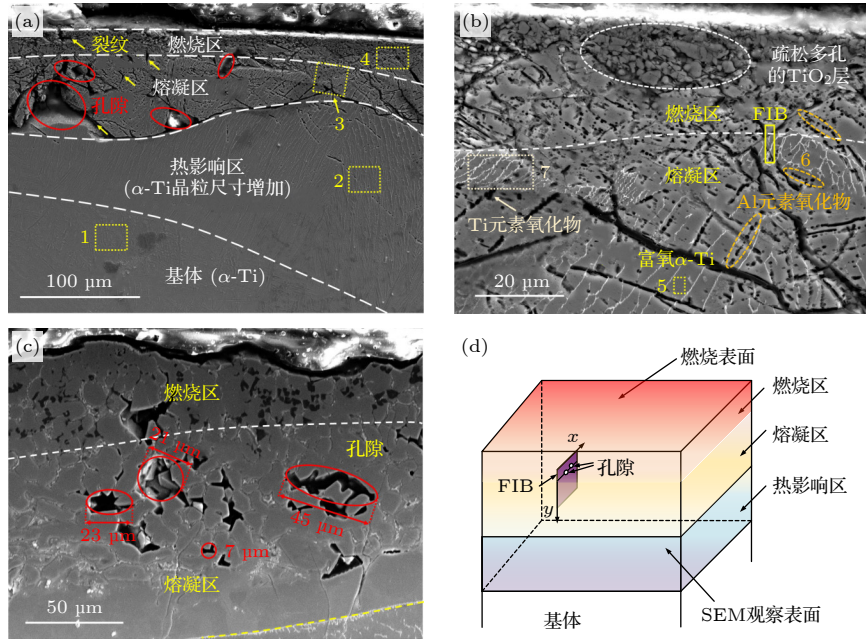 (a)
裂纹
燃烧区
4
熔凝区
孔隙
3
热影响区
(α-Ti晶粒尺寸增加)
2
1
基体 (α-Ti)
100 µm
(b)
疏松多孔
的TiO₂层
燃烧区
FIB
7
6
熔凝区
Al元素氧化物
Ti元素氧化物
富氧α-Ti
5
20 µm
(c)
燃烧区
孔隙
45 µm
23 µm
7 µm
熔凝区
50 µm
(d)
燃烧表面
燃烧区
x
熔凝区
FIB
孔隙
热影响区
y
基体
SEM观察表面